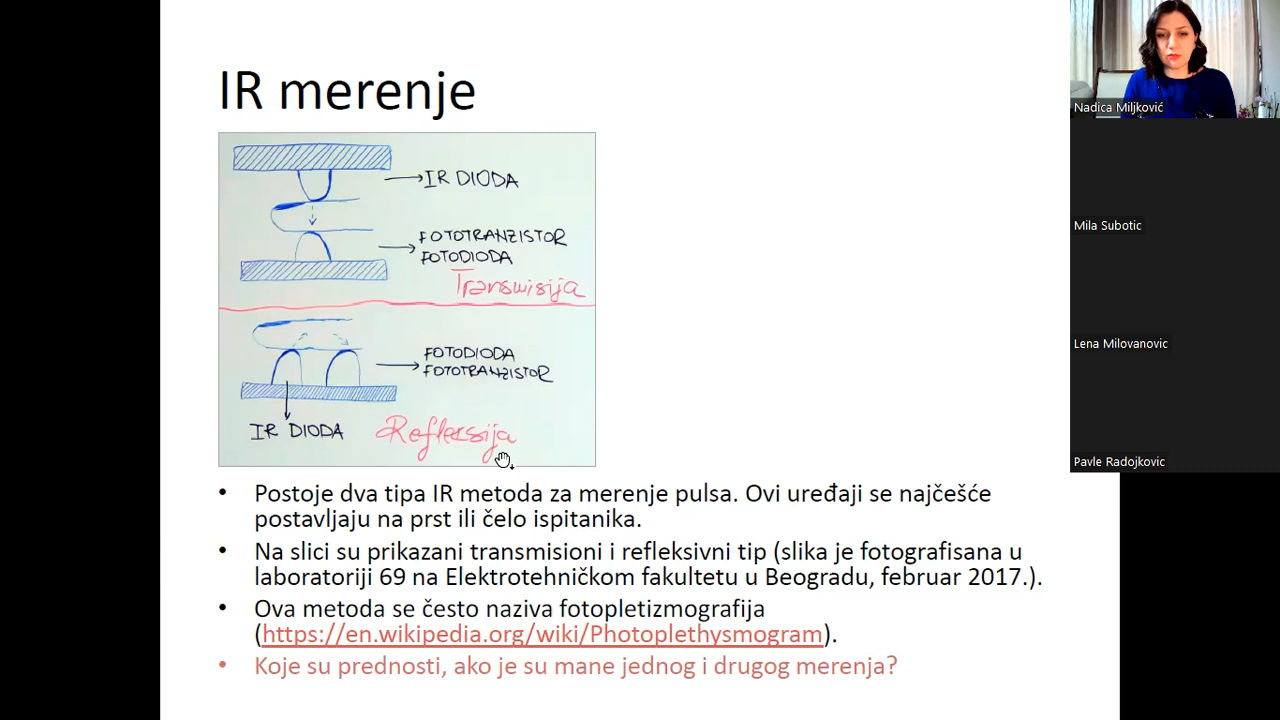 IR merenje
IR DIODA
FOTOTRANZISTOR
FOTODIODA
Transmisija
FOTODIODA
FOTOTRANZISTOR
IR DIODA
Refleksija
• Postoje dva tipa IR metoda za merenje pulsa. Ovi uređaji se najčešće
postavljaju na prst ili čelo ispitanika.
• Na slici su prikazani transmisioni i refleksivni tip (slika je fotografisana u
laboratoriji 69 na Elektrotehničkom fakultetu u Beogradu, februar 2017.).
• Ova metoda se često naziva fotopletizmografija
(https://en.wikipedia.org/wiki/Photoplethysmogram).
• Koje su prednosti, ako je su mane jednog i drugog merenja?
Nadica Miljković
Mila Subotic
Lena Milovanovic
Pavle Radojkovic